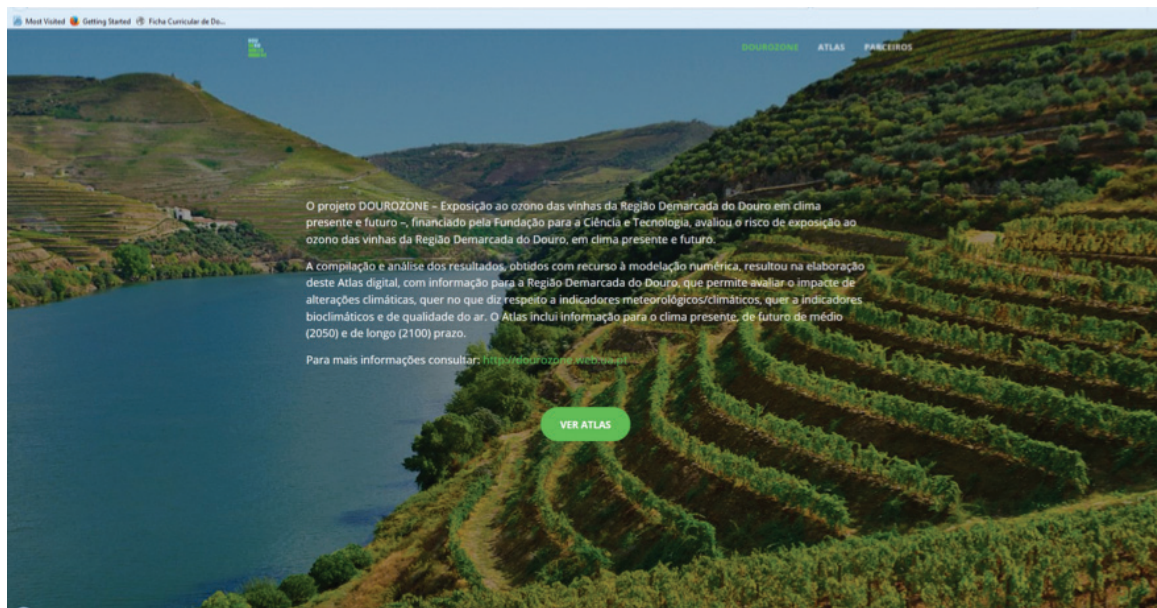 Most Visited Getting Started Ficha Curricular de Do...
DOUROZONE ATLAS PARCEIROS
O projeto DOUROZONE – Exposição ao ozono das vinhas da Região Demarcada do Douro em clima
presente e futuro –, financiado pela Fundação para a Ciência e Tecnologia, avaliou o risco de exposição ao
ozono das vinhas da Região Demarcada do Douro, em clima presente e futuro.
A compilação e análise dos resultados, obtidos com recurso à modelação numérica, resultou na elaboração
deste Atlas digital, com informação para a Região Demarcada do Douro, que permite avaliar o impacte de
alterações climáticas, quer no que diz respeito a indicadores meteorológicos/climáticos, quer a indicadores
bioclimáticos e de qualidade do ar. O Atlas inclui informação para o clima presente, de futuro de médio
(2050) e de longo (2100) prazo.
Para mais informações consultar: http://dourozone.web.ua.pt
VER ATLAS